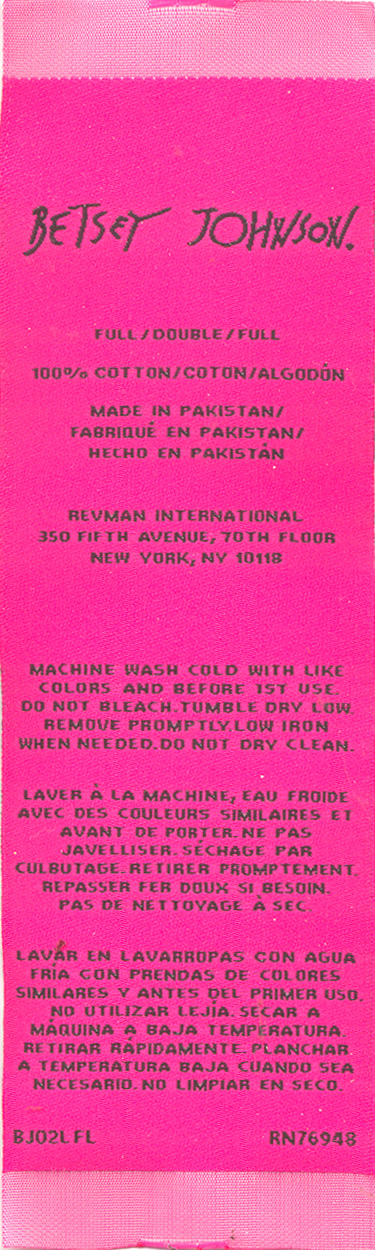 BETSEY JOHNSON.
FULL/DOUBLE/FULL
100% COTTON/COTON/ALGODÓN
MADE IN PAKISTAN/
FABRIQUÉ EN PAKISTAN/
HECHO EN PAKISTÁN
REVMAN INTERNATIONAL
350 FIFTH AVENUE, 70TH FLOOR
NEW YORK, NY 10118
MACHINE WASH COLD WITH LIKE
COLORS AND BEFORE 1ST USE.
DO NOT BLEACH.TUMBLE DRY LOW.
REMOVE PROMPTLY.LOW IRON
WHEN NEEDED.DO NOT DRY CLEAN.
LAVER À LA MACHINE, EAU FROIDE
AVEC DES COULEURS SIMILAIRES ET
AVANT DE PORTER. NE PAS
JAVELLISER. SÉCHAGE PAR
CULBUTAGE. RETIRER PROMPTEMENT.
REPASSER FER DOUX SI BESOIN.
PAS DE NETTOYAGE À SEC.
LAVAR EN LAVARROPAS CON AGUA
FRÍA CON PRENDAS DE COLORES
SIMILARES Y ANTES DEL PRIMER USO.
NO UTILIZAR LEJÍA. SECAR A
MÁQUINA A BAJA TEMPERATURA.
RETIRAR RÁPIDAMENTE. PLANCHAR
A TEMPERATURA BAJA CUANDO SEA
NECESARIO. NO LIMPIAR EN SECO.
BJ02LFL RN76948